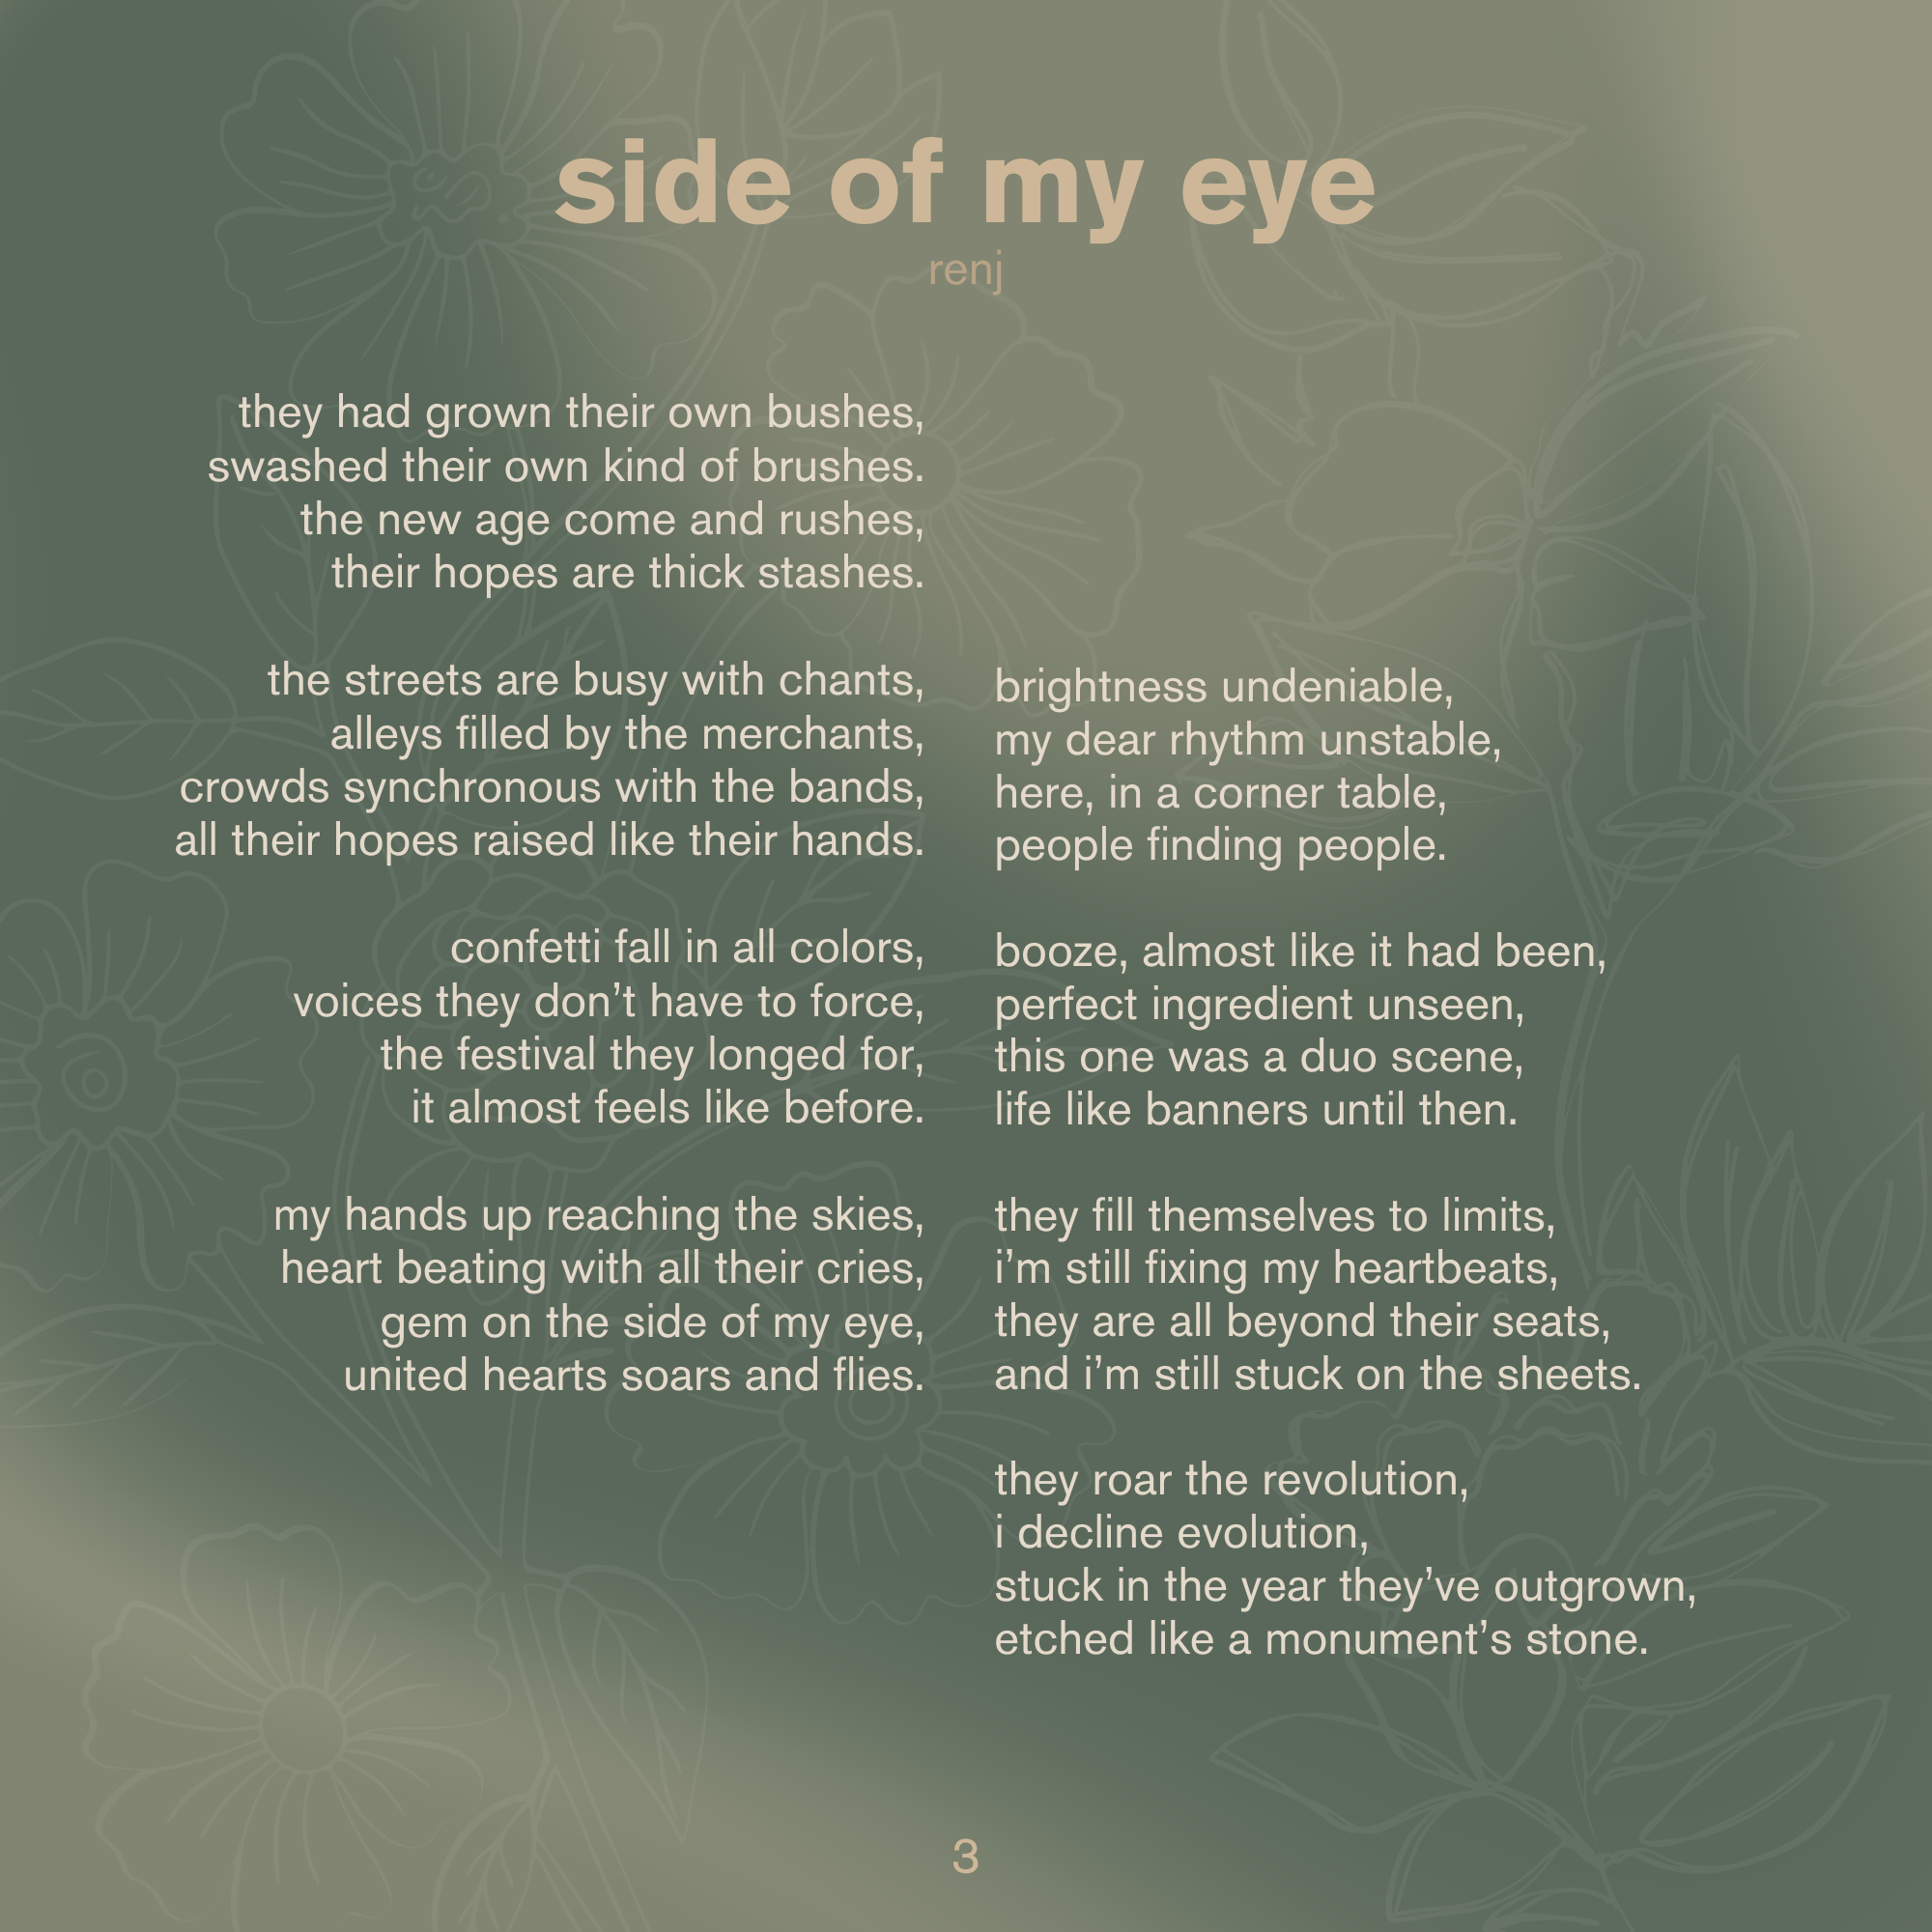 side of my eye
renj
they had grown their own bushes,
swashed their own kind of brushes.
the new age come and rushes,
their hopes are thick stashes.
the streets are busy with chants,
alleys filled by the merchants,
crowds synchronous with the bands,
all their hopes raised like their hands.
confetti fall in all colors,
voices they don’t have to force,
the festival they longed for,
it almost feels like before.
my hands up reaching the skies,
heart beating with all their cries,
gem on the side of my eye,
united hearts soars and flies.
brightness undeniable,
my dear rhythm unstable,
here, in a corner table,
people finding people.
booze, almost like it had been,
perfect ingredient unseen,
this one was a duo scene,
life like banners until then.
they fill themselves to limits,
i’m still fixing my heartbeats,
they are all beyond their seats,
and i’m still stuck on the sheets.
they roar the revolution,
i decline evolution,
stuck in the year they’ve outgrown,
etched like a monument’s stone.
3